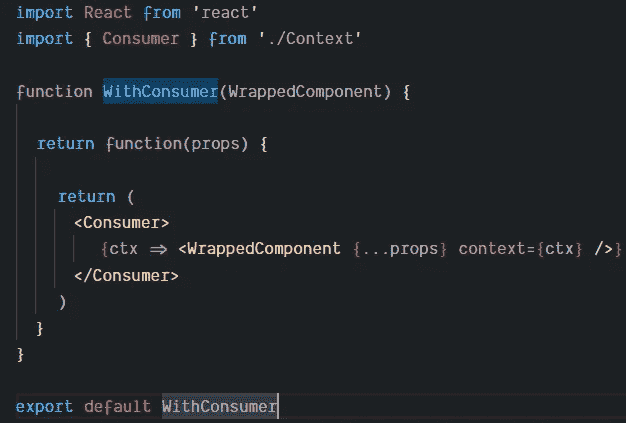 import React from 'react'
import { Consumer } from './Context'
function WithConsumer(WrappedComponent) {
return function(props) {
return (
<Consumer>
{ctx => <WrappedComponent {...props} context={ctx} />}
</Consumer>
)
}
}
export default WithConsumer